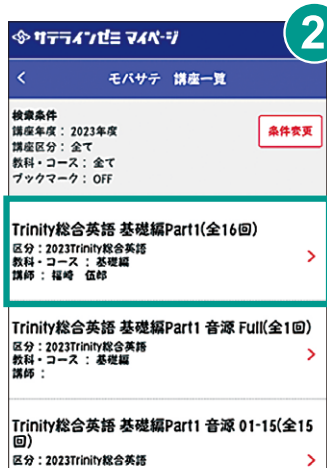 2
サテラインゼミ マイページ
モバサテ 講座一覧
検索条件
講座年度： 2023年度
講座区分： 全て
教科・コース： 全て
ブックマーク： OFF
条件変更
Trinity総合英語 基礎編Part1(全16回)
区分：2023Trinity総合英語
教科・コース ： 基礎編
講師 ： 福崎 伍郎
Trinity総合英語 基礎編Part1 音源 Full(全1回)
区分：2023Trinity総合英語
教科・コース ： 基礎編
講師 ：
Trinity総合英語 基礎編Part1 音源 01-15(全15
回)
区分：2023Trinity総合英語